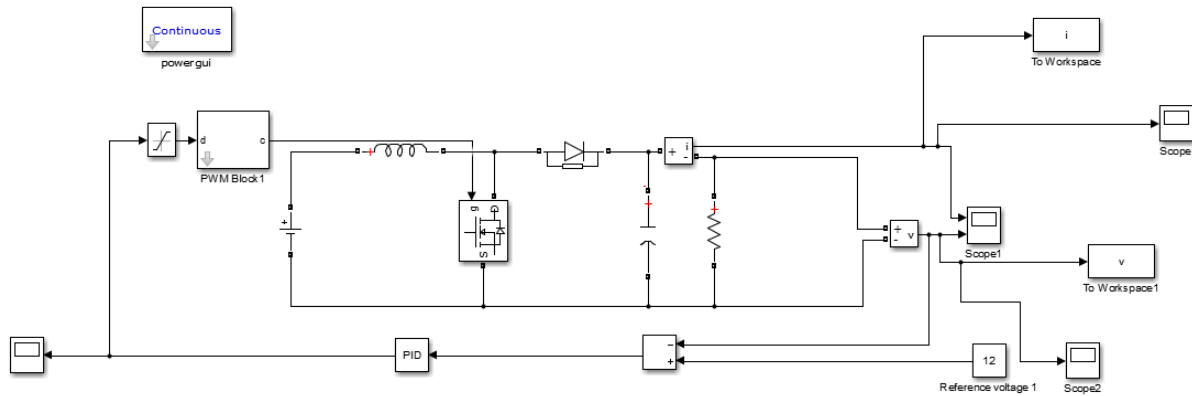 Continuous
powergui
i
To Workspace
d
c
PWM Block1
Scope
+
i
-
+
g
D
S
+
-
v
Scope1
v
To Workspace1
PID
−
+
12
Reference voltage 1
Scope2